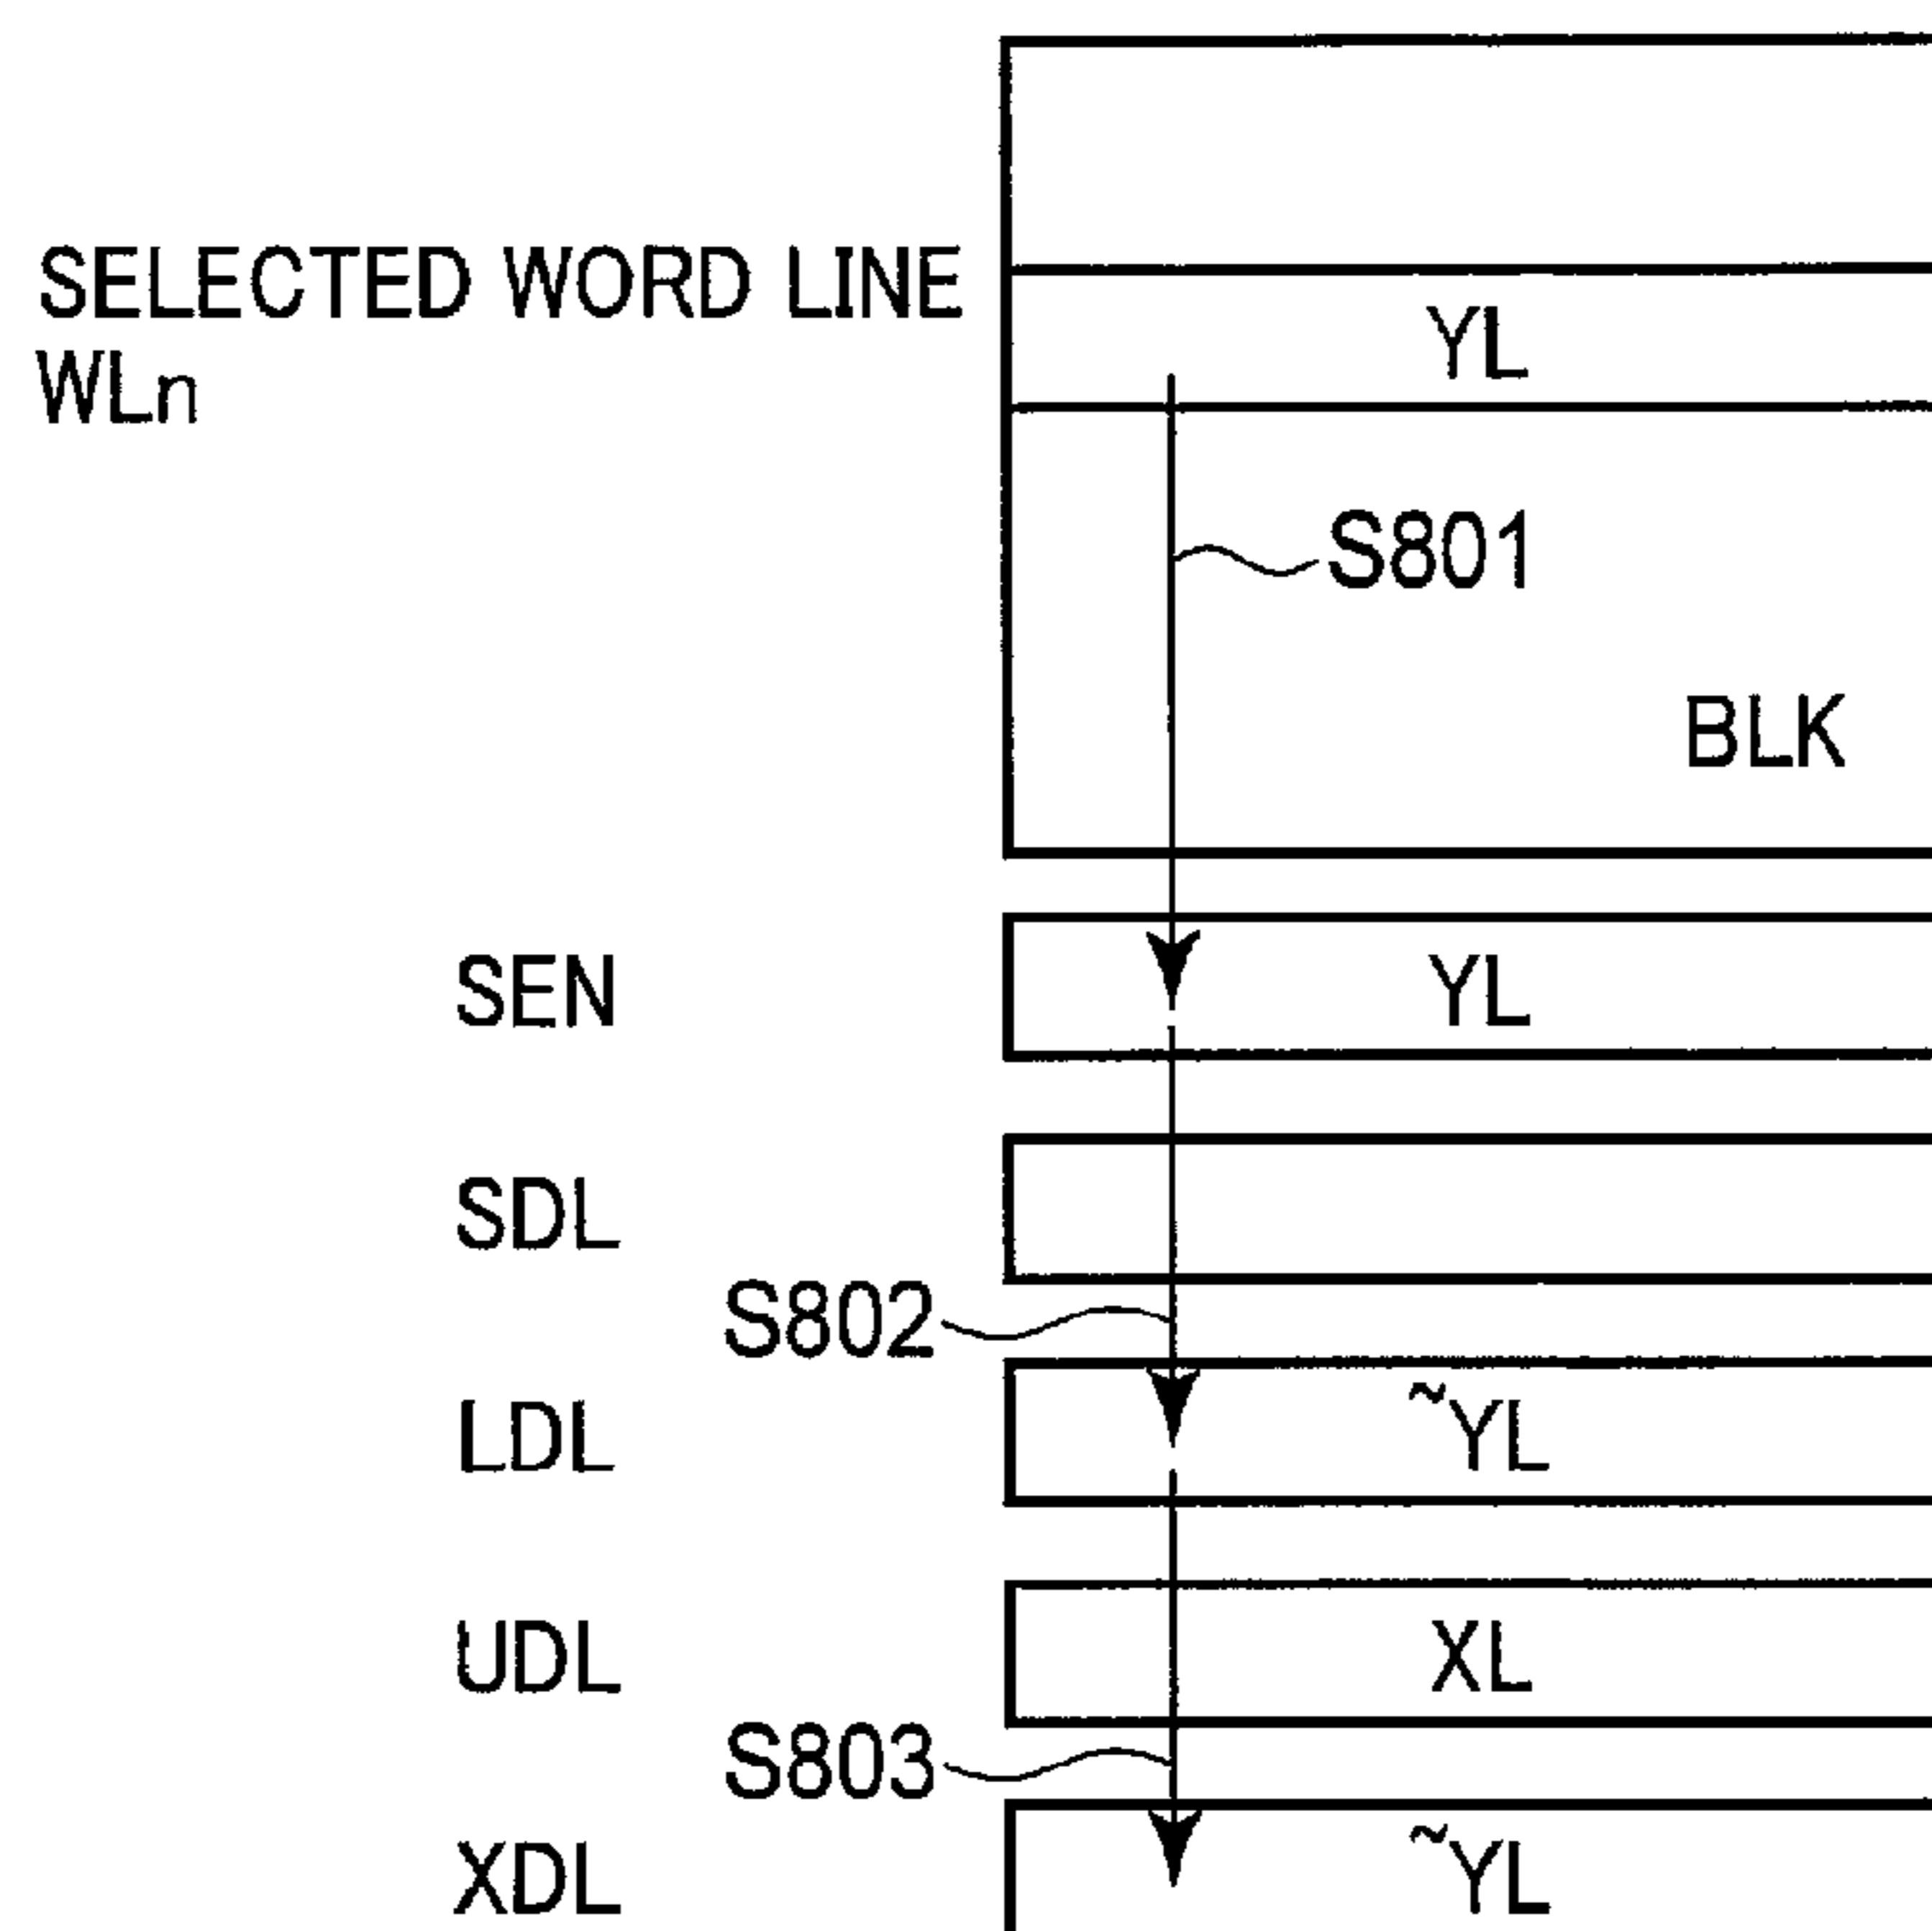 SELECTED WORD LINE
WLn
YL
S801
BLK
SEN
YL
SDL
S802
LDL
~YL
UDL
XL
S803
XDL
~YL